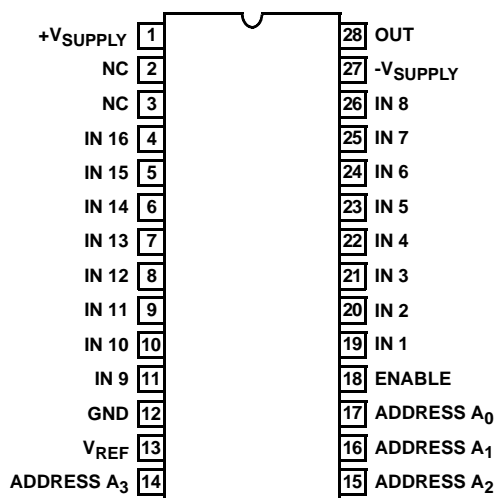 +VSUPPLY 1 28 OUT
NC 2 27 -VSUPPLY
NC 3 26 IN 8
IN 16 4 25 IN 7
IN 15 5 24 IN 6
IN 14 6 23 IN 5
IN 13 7 22 IN 4
IN 12 8 21 IN 3
IN 11 9 20 IN 2
IN 10 10 19 IN 1
IN 9 11 18 ENABLE
GND 12 17 ADDRESS A0
VREF 13 16 ADDRESS A1
ADDRESS A3 14 15 ADDRESS A2